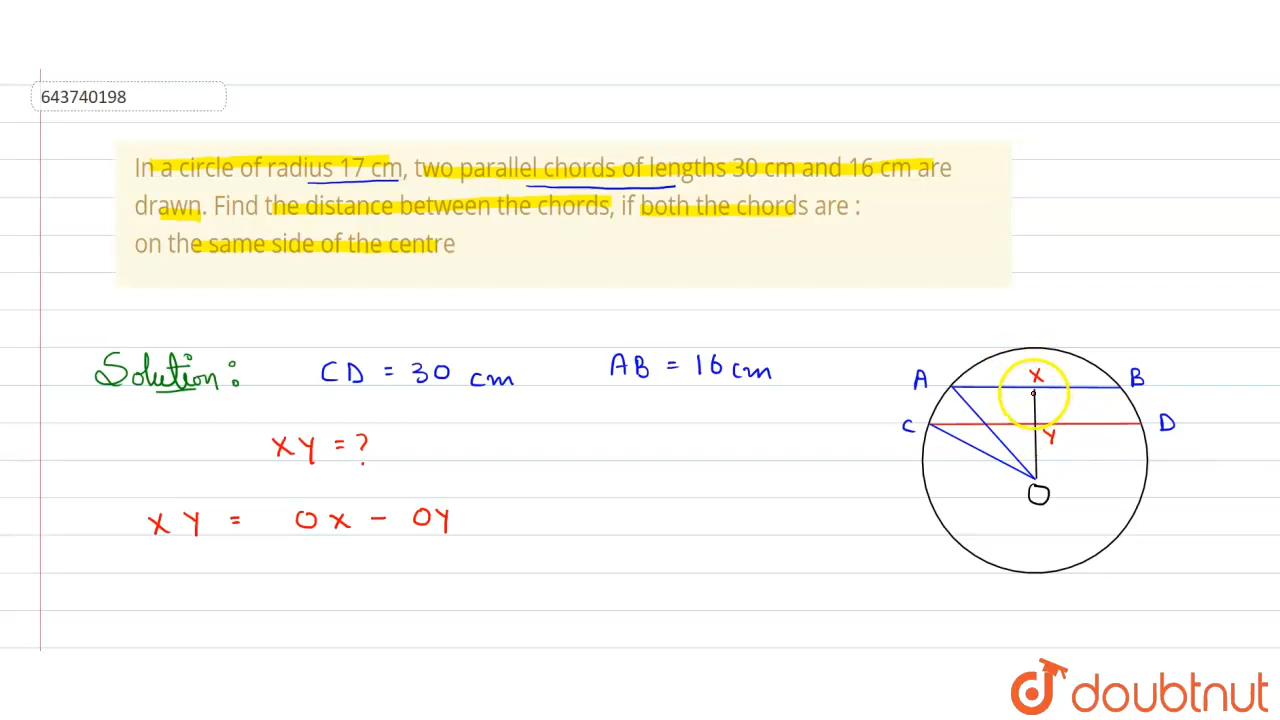 643740198
In a circle of radius 17 cm, two parallel chords of lengths 30 cm and 16 cm are
drawn. Find the distance between the chords, if both the chords are :
on the same side of the centre
Solution : CD = 30 cm AB = 16 cm
XY = ?
XY = OX - OY
A X B
C Y D
O
doubtnut